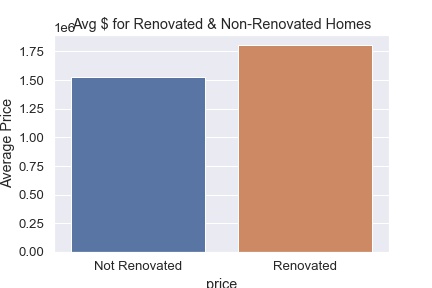 Avg $ for Renovated & Non-Renovated Homes
1e6
1.75
1.50
1.25
1.00
0.75
0.50
0.25
0.00
Average Price
Not Renovated
Renovated
price